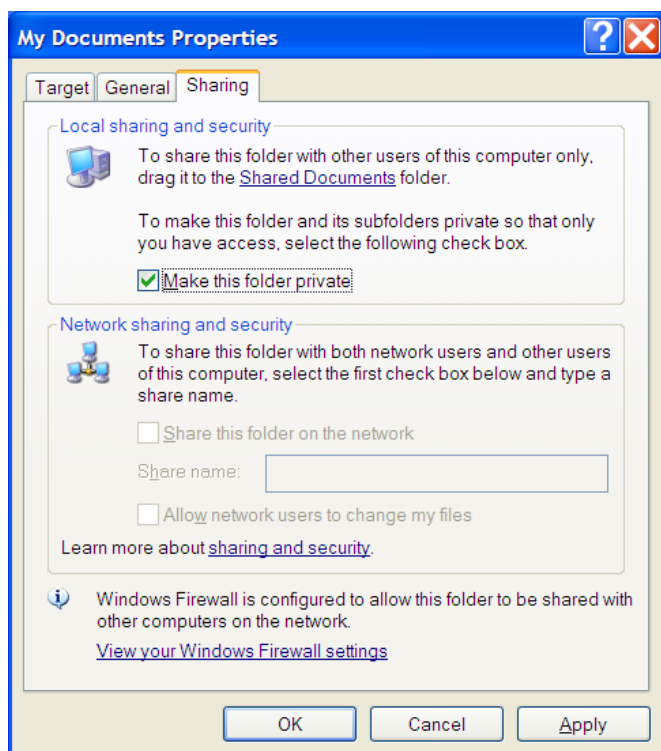 My Documents Properties
Target General Sharing
Local sharing and security
To share this folder with other users of this computer only,
drag it to the Shared Documents folder.
To make this folder and its subfolders private so that only
you have access, select the following check box.
Make this folder private
Network sharing and security
To share this folder with both network users and other users
of this computer, select the first check box below and type a
share name.
Share this folder on the network
Share name:
Allow network users to change my files
Learn more about sharing and security.
Windows Firewall is configured to allow this folder to be shared with
other computers on the network.
View your Windows Firewall settings
OK Cancel Apply